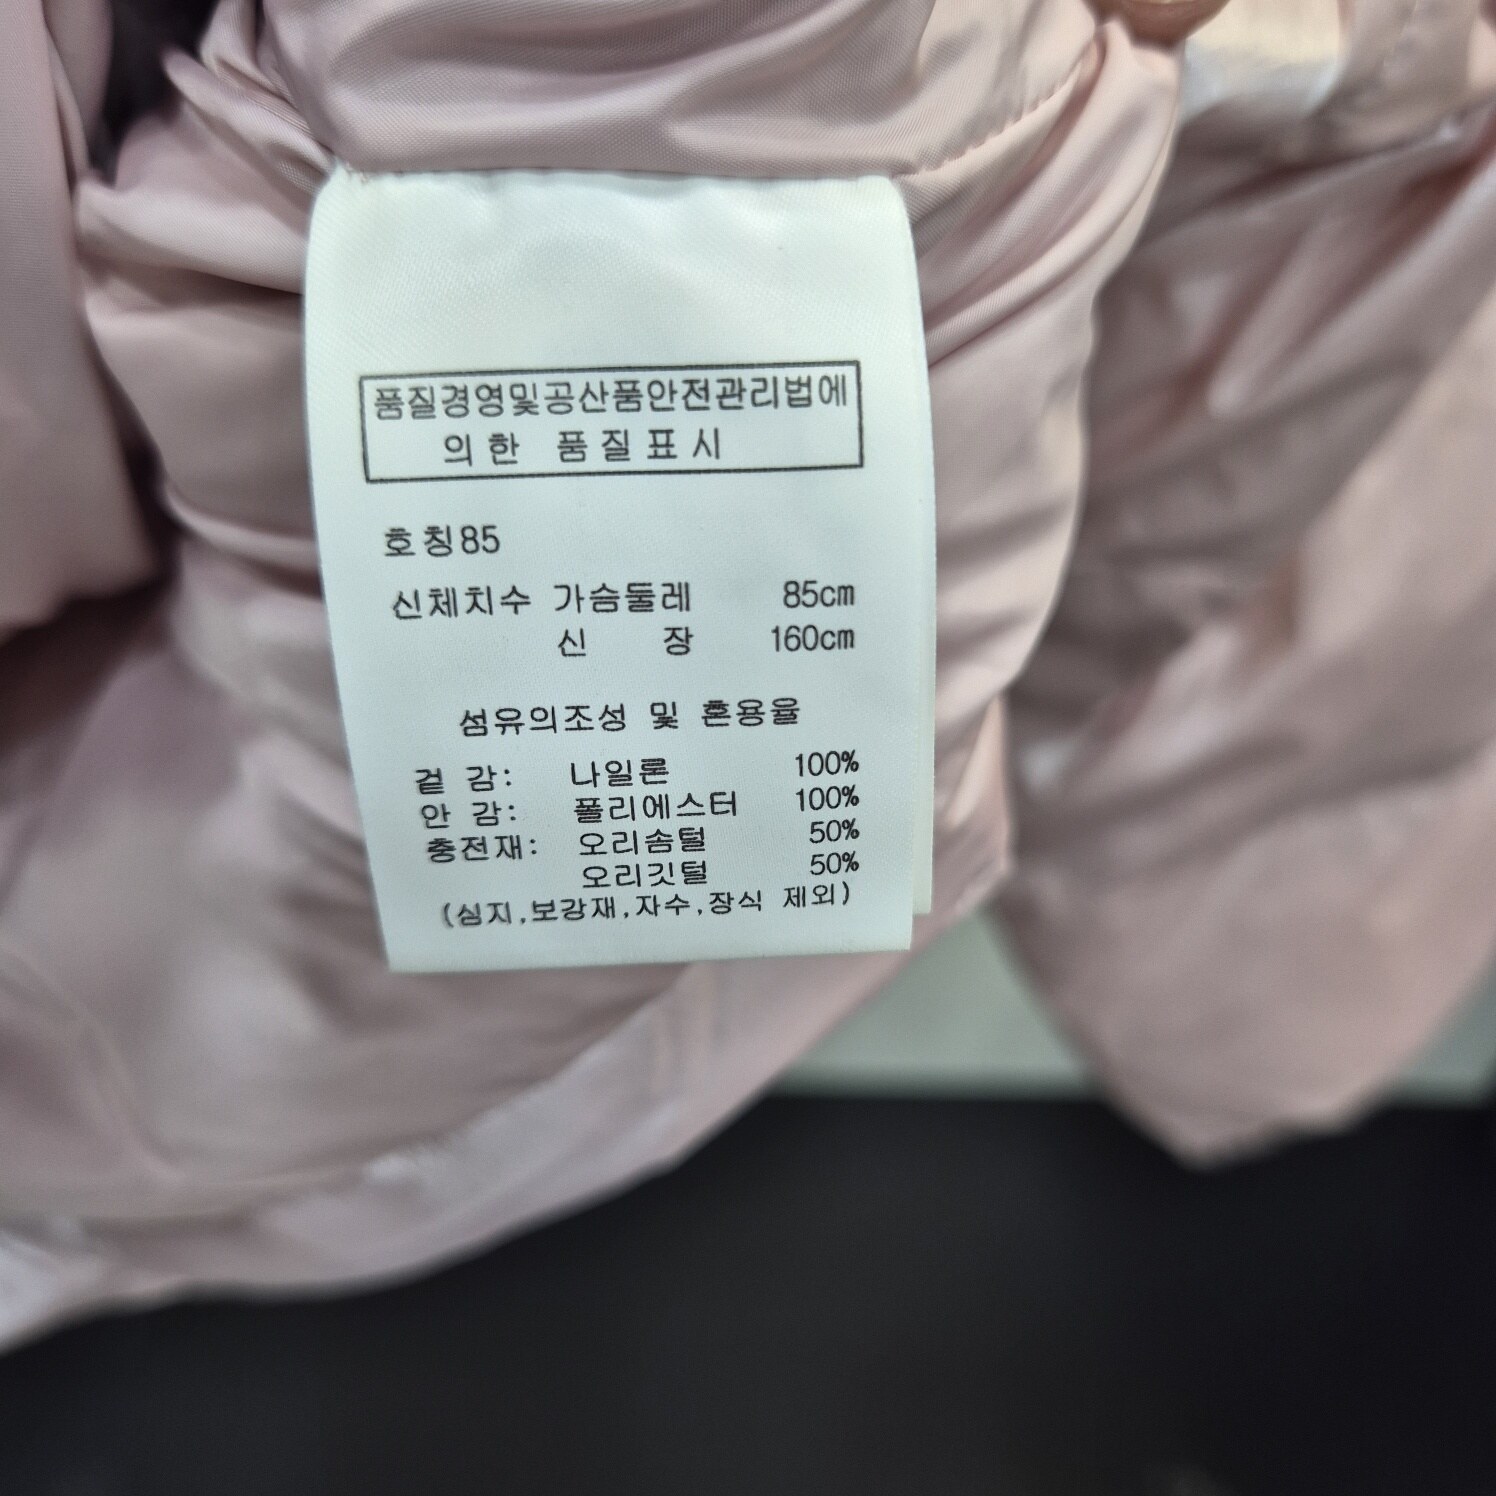 품질경영및공산품안전관리법에
의한 품질표시
호칭85
신체치수 가슴둘레 85cm
신 장 160cm
섬유의조성 및 혼용율
겉 감: 나일론 100%
안 감: 폴리에스터 100%
충전재: 오리솜털 50%
오리깃털 50%
(심지,보강재,자수,장식 제외)